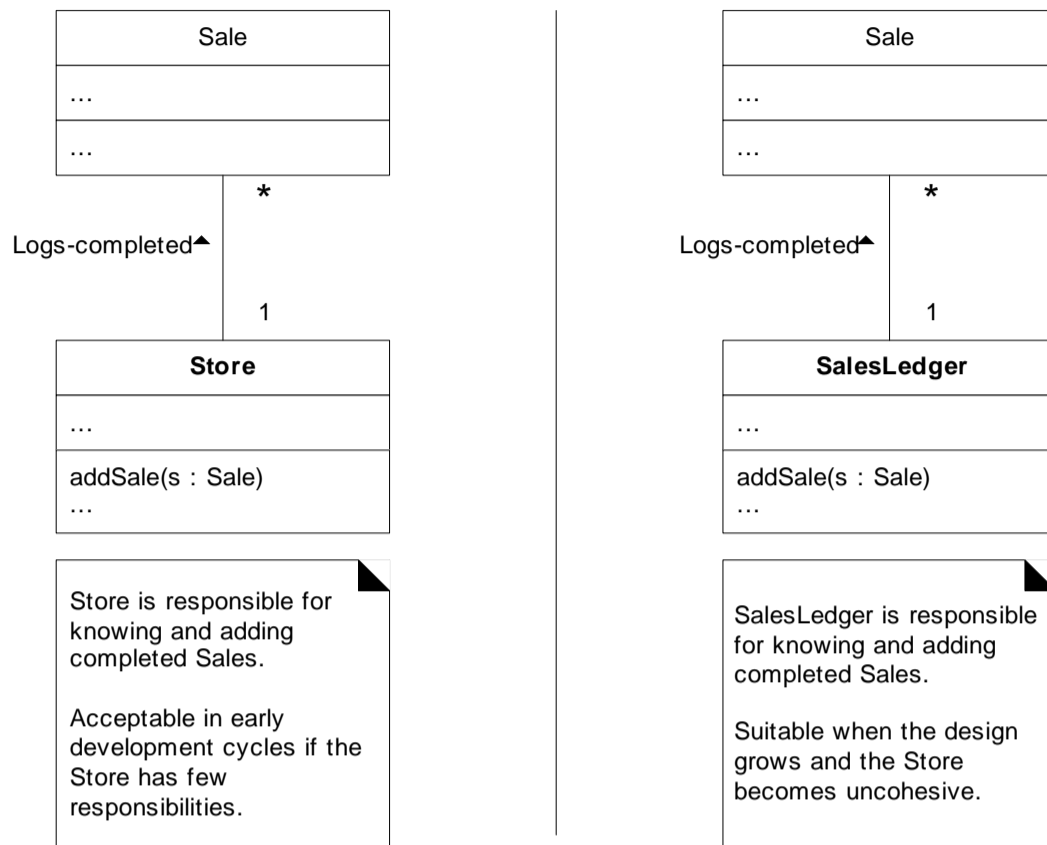 Sale
...
...
*
Logs-completed
1
Store
...
addSale(s : Sale)
...
Store is responsible for
knowing and adding
completed Sales.
Acceptable in early
development cycles if the
Store has few
responsibilities.
Sale
...
...
*
Logs-completed
1
SalesLedger
...
addSale(s : Sale)
...
SalesLedger is responsible
for knowing and adding
completed Sales.
Suitable when the design
grows and the Store
becomes uncohesive.